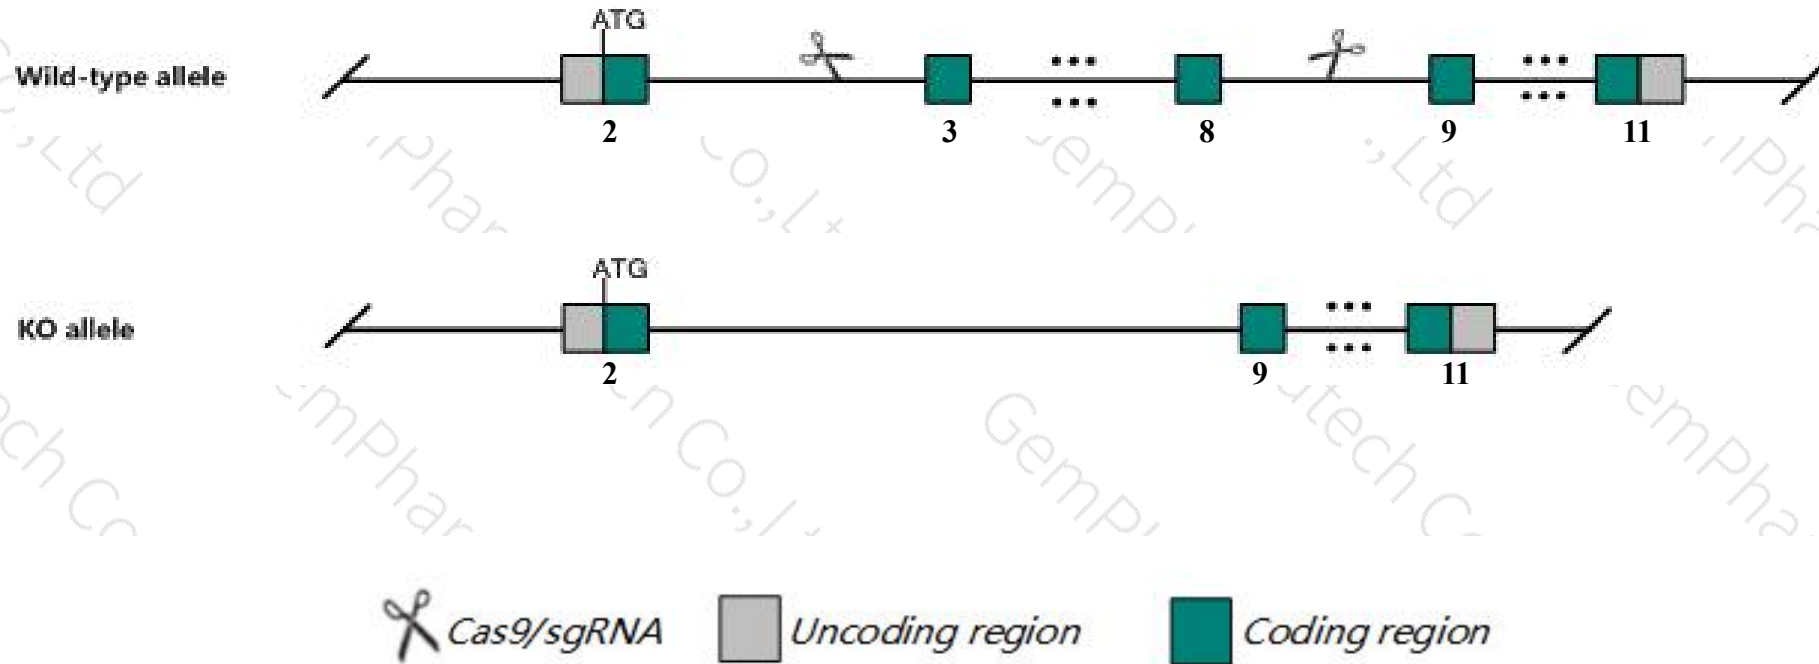 ATG
Wild-type allele
2 3 8 9 11
ATG
KO allele
2 9 11
Cas9/sgRNA Uncoding region Coding region
GemPh